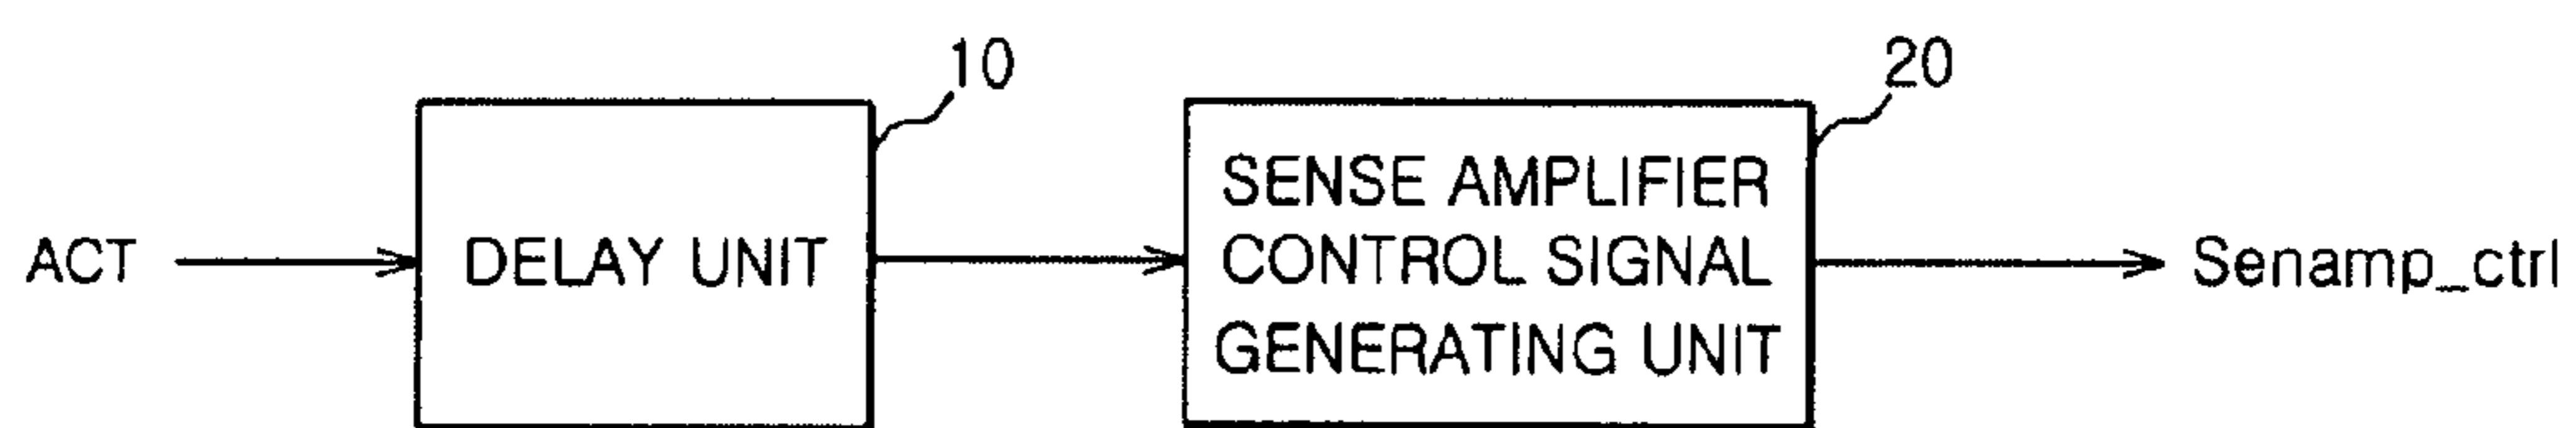 10
20
ACT
DELAY UNIT
SENSE AMPLIFIER
CONTROL SIGNAL
GENERATING UNIT
Senamp_ctrl